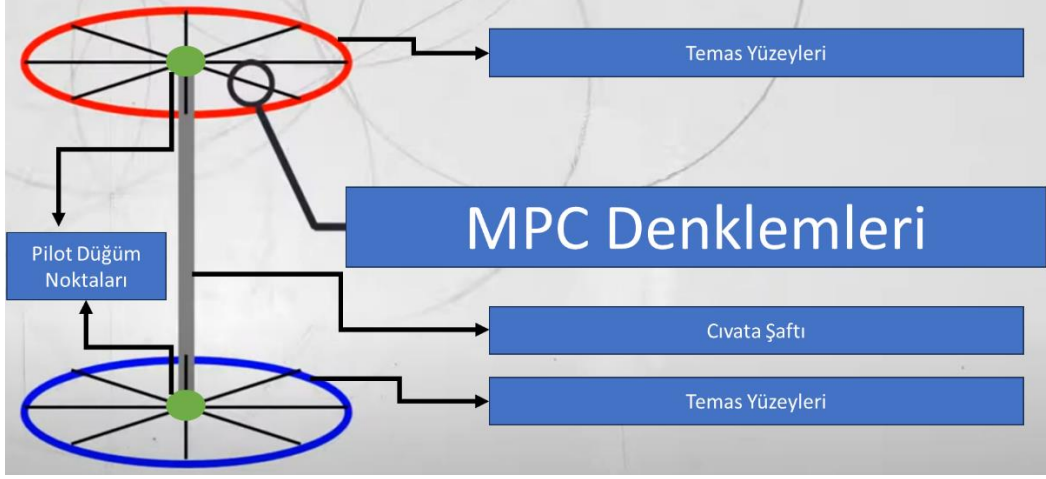 Temas Yüzeyleri
MPC Denklemleri
Pilot Düğüm
Noktaları
Cıvata Şaftı
Temas Yüzeyleri